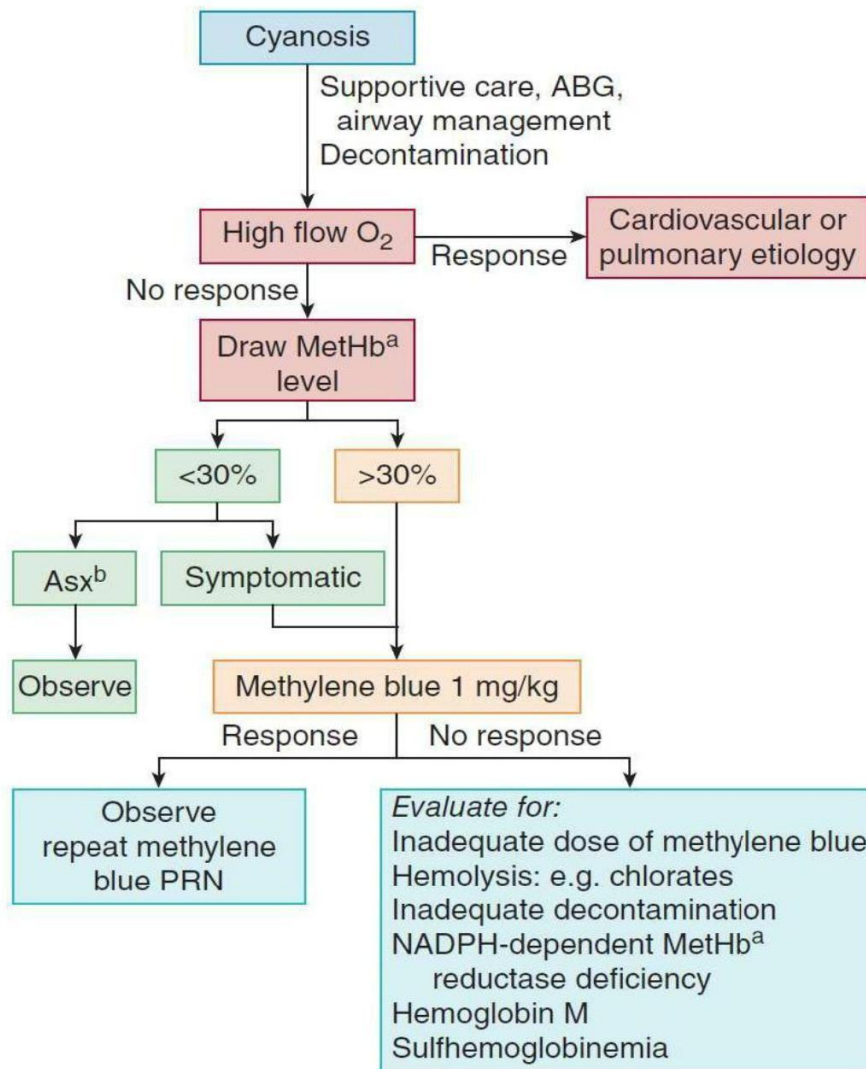 Cyanosis
Supportive care, ABG,
airway management
Decontamination
High flow O₂
Response
Cardiovascular or
pulmonary etiology
No response
Draw MetHbᵃ
level
<30%
>30%
Asxᵇ
Symptomatic
Observe
Methylene blue 1 mg/kg
Response
No response
Observe
repeat methylene
blue PRN
Evaluate for:
Inadequate dose of methylene blue
Hemolysis: e.g. chlorates
Inadequate decontamination
NADPH-dependent MetHbᵃ
reductase deficiency
Hemoglobin M
Sulfhemoglobinemia